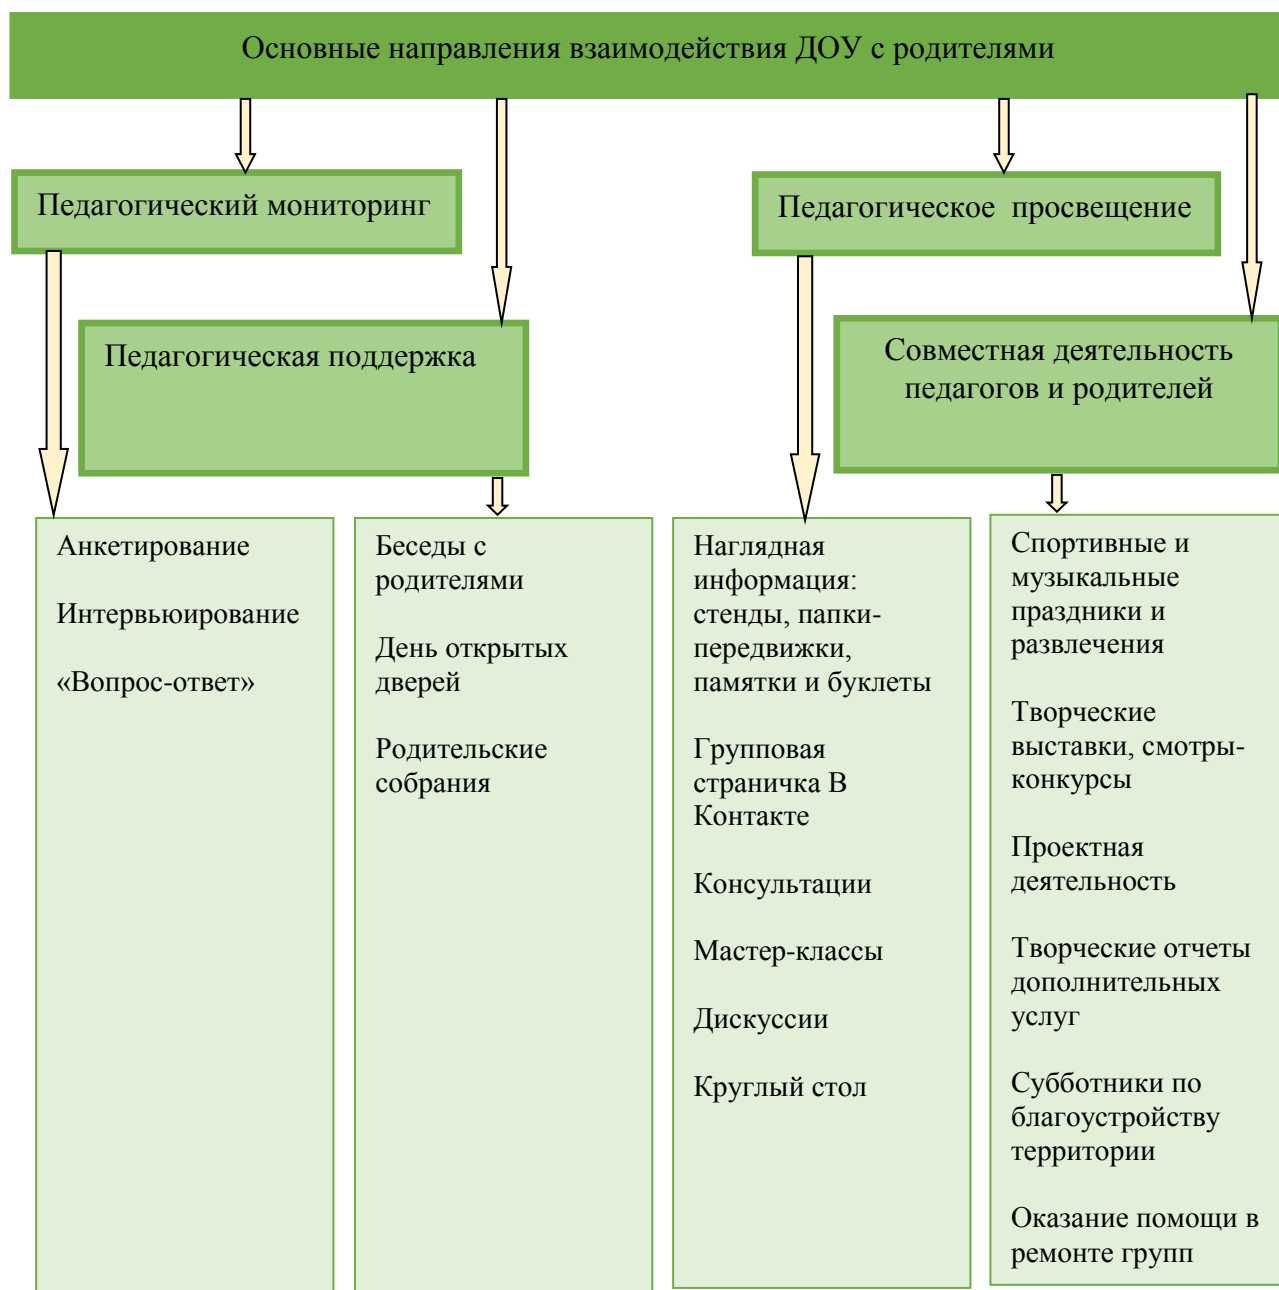 Основные направления взаимодействия ДОУ с родителями
Педагогический мониторинг
Педагогическое просвещение
Педагогическая поддержка
Совместная деятельность
педагогов и родителей
Анкетирование
Интервьюирование
«Вопрос-ответ»
Беседы с
родителями
День открытых
дверей
Родительские
собрания
Наглядная
информация:
стенды, папки-
передвижки,
памятки и буклеты
Групповая
страничка В
Контакте
Консультации
Мастер-классы
Дискуссии
Круглый стол
Спортивные и
музыкальные
праздники и
развлечения
Творческие
выставки, смотры-
конкурсы
Проектная
деятельность
Творческие отчеты
дополнительных
услуг
Субботники по
благоустройству
территории
Оказание помощи в
ремонте групп